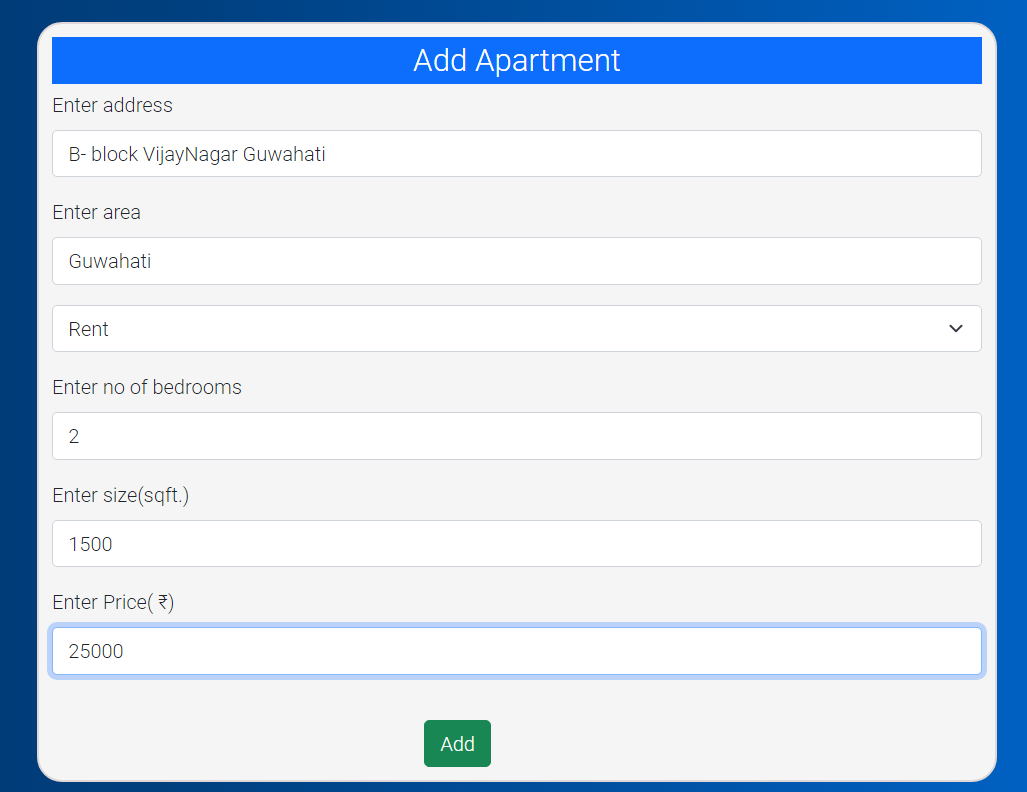 Add Apartment
Enter address
B- block VijayNagar Guwahati
Enter area
Guwahati
Rent
Enter no of bedrooms
2
Enter size(sqft.)
1500
Enter Price( ₹)
25000
Add